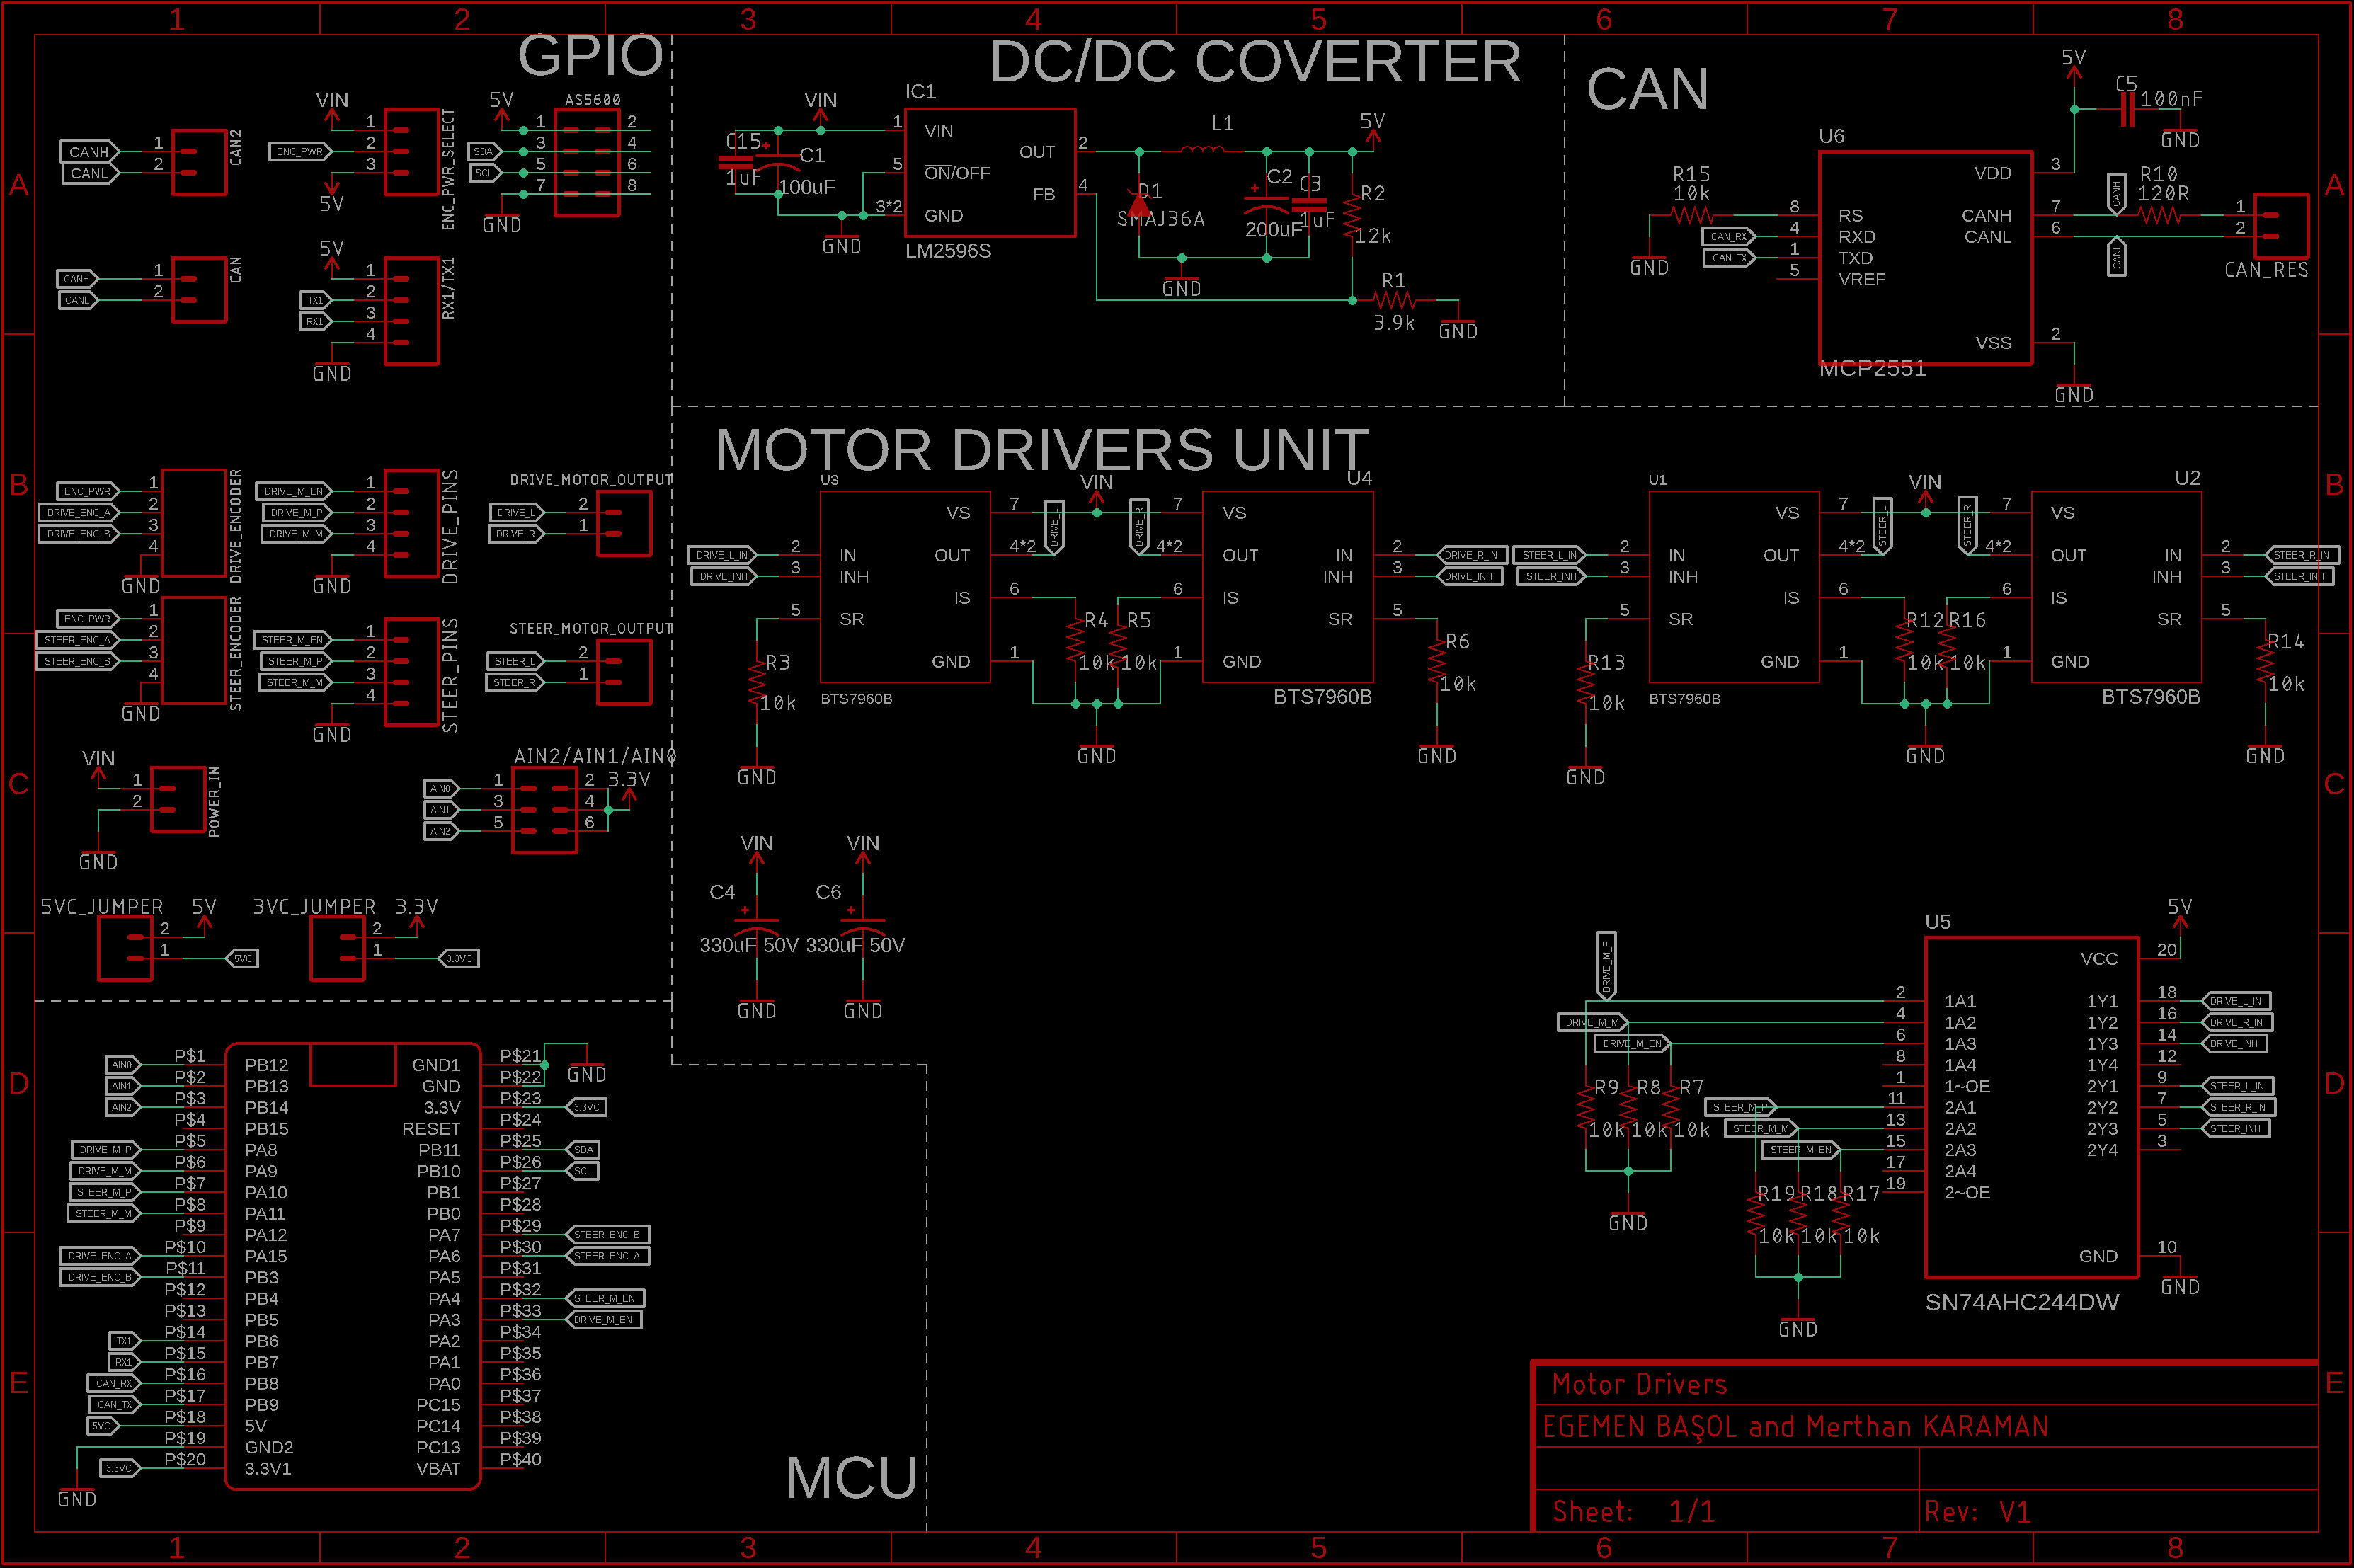 1 2 3 4 5 6 7 8
A
B
C
D
E
GPIO
CANH
CANL
1
2
CAN2
VIN
ENC_PWR
5V
1
2
3
ENC_PWR_SELECT
5V
AS5600
SDA
SCL
GND
1 2
3 4
5 6
7 8
CANH
CANL
1
2
CAN
5V
TX1
RX1
GND
1
2
3
4
RX1/TX1
ENC_PWR
DRIVE_ENC_A
DRIVE_ENC_B
GND
1
2
3
4
DRIVE_ENCODER
DRIVE_M_EN
DRIVE_M_P
DRIVE_M_M
GND
1
2
3
4
DRIVE_PINS
DRIVE_MOTOR_OUTPUT
DRIVE_L 2
DRIVE_R 1
ENC_PWR
STEER_ENC_A
STEER_ENC_B
GND
1
2
3
4
STEER_ENCODER
STEER_M_EN
STEER_M_P
STEER_M_M
GND
1
2
3
4
STEER_PINS
STEER_MOTOR_OUTPUT
STEER_L 2
STEER_R 1
VIN
GND
1
2
POWER_IN
AIN2/AIN1/AIN0
AIN0 1 2 3.3V
AIN1 3 4
AIN2 5 6
5VC_JUMPER 5V
2
1 5VC
3VC_JUMPER 3.3V
2
1 3.3VC
DC/DC COVERTER
VIN
C15
1uF
C1
100uF
GND
IC1
1 VIN
5 ON/OFF
3*2 GND
OUT 2
FB 4
LM2596S
D1
SMAJ36A
L1
C2
200uF
C3
1uF
5V
R2
12k
R1
3.9k
GND
GND
CAN
5V
C5
100nF
GND
U6
R15
10k
GND
CAN_RX
CAN_TX
8 RS
4 RXD
1 TXD
5 VREF
VDD 3
CANH 7
CANL 6
VSS 2
MCP2551
GND
CANH
CANL
R10
120R
1
2
CAN_RES
MOTOR DRIVERS UNIT
U3
DRIVE_L_IN 2 IN
DRIVE_INH 3 INH
5 SR
VS 7
OUT 4*2
IS 6
GND 1
BTS7960B
R3
10k
GND
VIN
DRIVE_L
DRIVE_R
R4
10k
R5
10k
GND
U4
7 VS
4*2 OUT
6 IS
1 GND
IN 2 DRIVE_R_IN
INH 3 DRIVE_INH
SR 5
BTS7960B
R6
10k
GND
U1
STEER_L_IN 2 IN
STEER_INH 3 INH
5 SR
VS 7
OUT 4*2
IS 6
GND 1
BTS7960B
R13
10k
GND
VIN
STEER_L
STEER_R
R12
10k
R16
10k
GND
U2
7 VS
4*2 OUT
6 IS
1 GND
IN 2 STEER_R_IN
INH 3 STEER_INH
SR 5
BTS7960B
R14
10k
GND
VIN
C4
330uF 50V
GND
VIN
C6
330uF 50V
GND
U5
5V
DRIVE_M_P
DRIVE_M_M
DRIVE_M_EN
STEER_M_P
STEER_M_M
STEER_M_EN
2 1A1
4 1A2
6 1A3
8 1A4
1 1~OE
11 2A1
13 2A2
15 2A3
17 2A4
19 2~OE
VCC 20
1Y1 18 DRIVE_L_IN
1Y2 16 DRIVE_R_IN
1Y3 14 DRIVE_INH
1Y4 12
2Y1 9 STEER_L_IN
2Y2 7 STEER_R_IN
2Y3 5 STEER_INH
2Y4 3
GND 10
GND
SN74AHC244DW
R9 R8 R7
10k 10k 10k
GND
R19 R18 R17
10k 10k 10k
GND
AIN0 P$1 PB12
AIN1 P$2 PB13
AIN2 P$3 PB14
P$4 PB15
DRIVE_M_P P$5 PA8
DRIVE_M_M P$6 PA9
STEER_M_P P$7 PA10
STEER_M_M P$8 PA11
P$9 PA12
DRIVE_ENC_A P$10 PA15
DRIVE_ENC_B P$11 PB3
P$12 PB4
P$13 PB5
TX1 P$14 PB6
RX1 P$15 PB7
CAN_RX P$16 PB8
CAN_TX P$17 PB9
5VC P$18 5V
P$19 GND2
3.3VC P$20 3.3V1
GND
GND1 P$21
GND P$22 GND
3.3V P$23 3.3VC
RESET P$24
PB11 P$25 SDA
PB10 P$26 SCL
PB1 P$27
PB0 P$28
PA7 P$29 STEER_ENC_B
PA6 P$30 STEER_ENC_A
PA5 P$31
PA4 P$32 STEER_M_EN
PA3 P$33 DRIVE_M_EN
PA2 P$34
PA1 P$35
PA0 P$36
PC15 P$37
PC14 P$38
PC13 P$39
VBAT P$40
MCU
Motor Drivers
EGEMEN BAŞOL and Merthan KARAMAN
Sheet: 1/1
Rev: V1
A
B
C
D
E
1 2 3 4 5 6 7 8